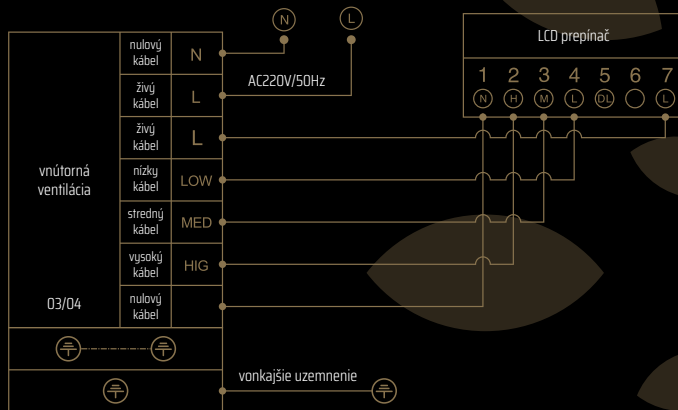 N
L
LCD prepínač
1 2 3 4 5 6 7
N H M L DL L
AC220V/50Hz
nulový
kábel
N
živý
kábel
L
živý
kábel
L
vnútorná
ventilácia
nízky
kábel
LOW
stredný
kábel
MED
vysoký
kábel
HIG
03/04
nulový
kábel
vonkajšie uzemnenie